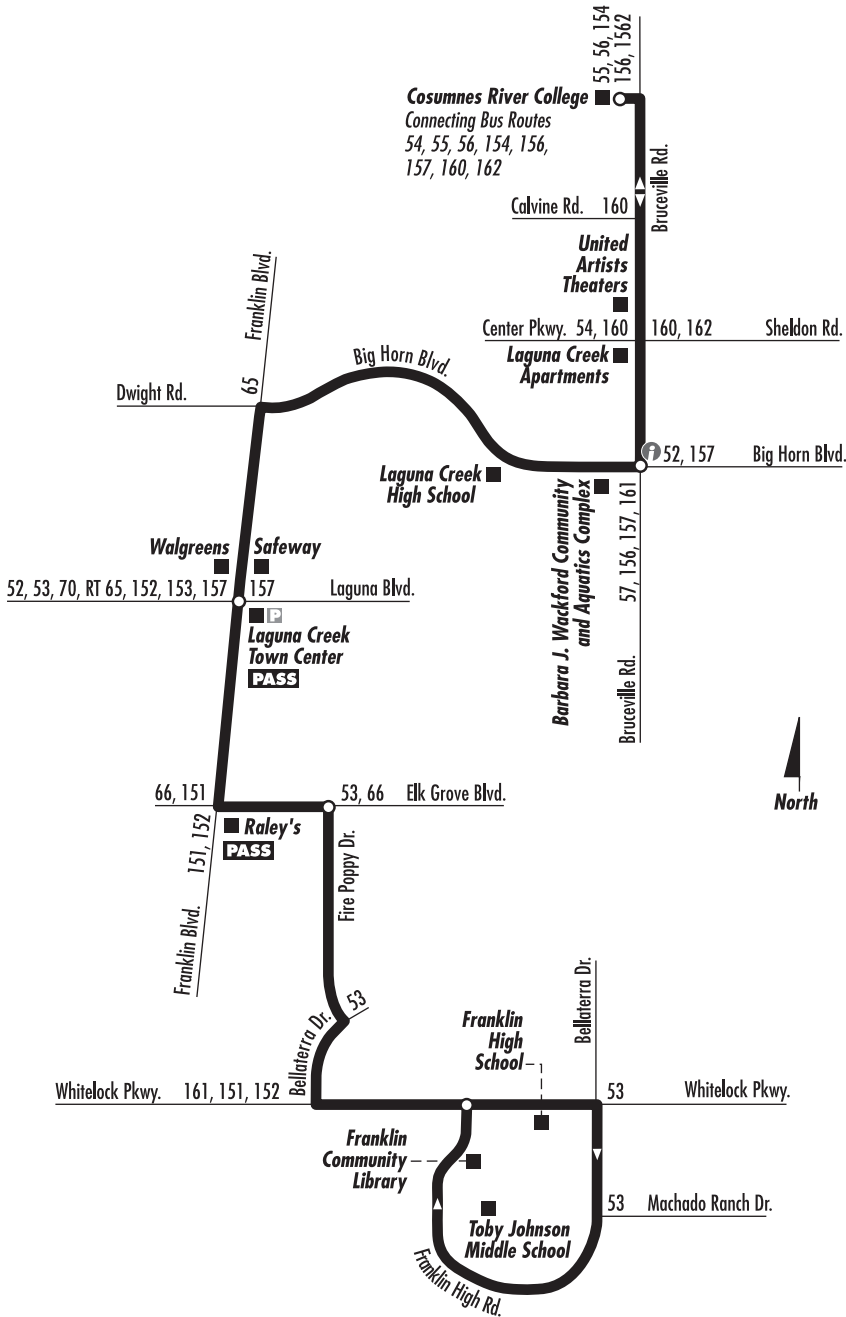 55, 56, 154
156, 1562
Cosumnes River College
Connecting Bus Routes
54, 55, 56, 154, 156,
157, 160, 162
Bruceville Rd.
Calvine Rd. 160
United
Artists
Theaters
Franklin Blvd.
Center Pkwy. 54, 160
160, 162
Sheldon Rd.
Laguna Creek
Apartments
Big Horn Blvd.
65
Dwight Rd.
i
52, 157
Big Horn Blvd.
Laguna Creek
High School
Barbara J. Wackford Community
and Aquatics Complex
57, 156, 157, 161
Bruceville Rd.
Walgreens
Safeway
52, 53, 70, RT 65, 152, 153, 157
157
Laguna Blvd.
P
Laguna Creek
Town Center
PASS
North
66, 151
53, 66
Elk Grove Blvd.
Raley's
PASS
151, 152
Franklin Blvd.
Fire Poppy Dr.
53
Bellaterra Dr.
Bellaterra Dr.
Franklin
High
School
Whitelock Pkwy. 161, 151, 152
53
Whitelock Pkwy.
Franklin
Community
Library
53
Machado Ranch Dr.
Toby Johnson
Middle School
Franklin High Rd.